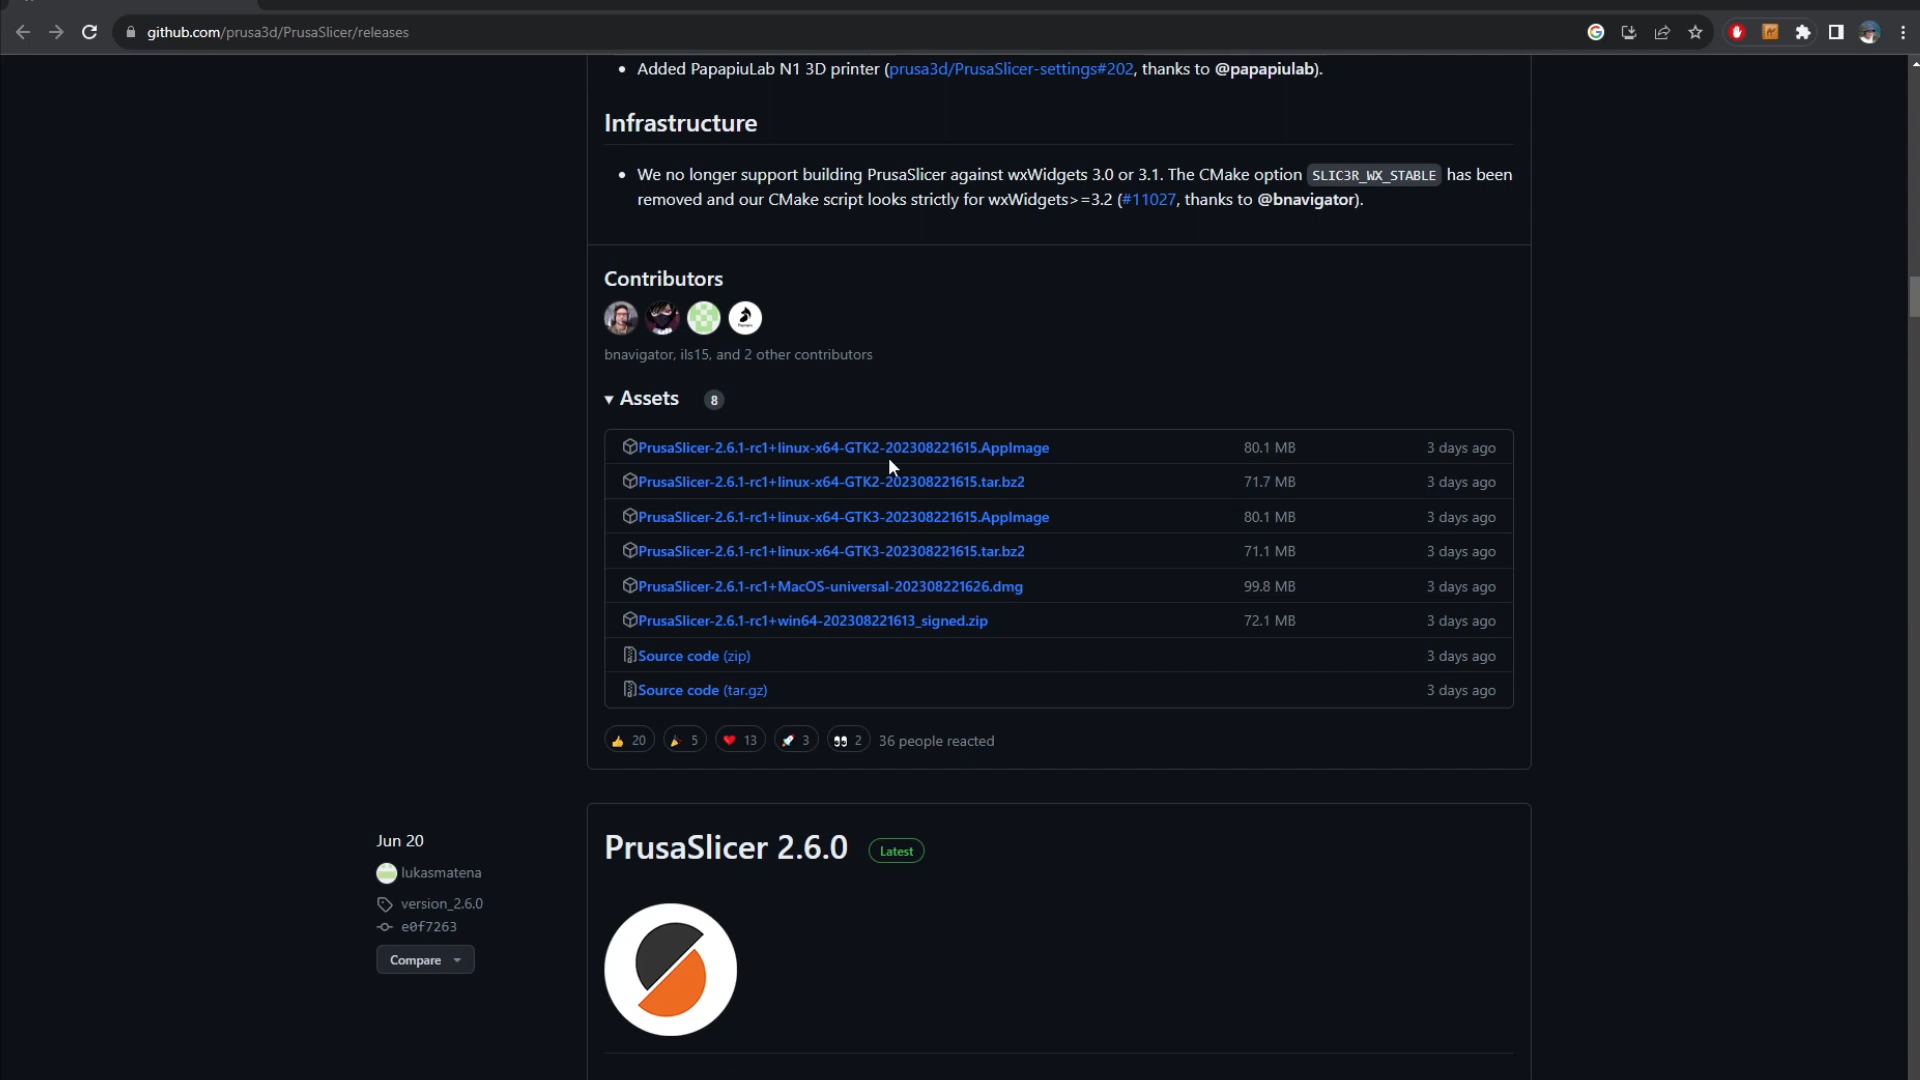 github.com/prusa3d/PrusaSlicer/releases
Added PapapiuLab N1 3D printer (prusa3d/PrusaSlicer-settings#202, thanks to @papapiulab).
Infrastructure
We no longer support building PrusaSlicer against wxWidgets 3.0 or 3.1. The CMake option SLIC3R_WX_STABLE has been
removed and our CMake script looks strictly for wxWidgets>=3.2 (#11027, thanks to @bnavigator).
Contributors
bnavigator, ils15, and 2 other contributors
Assets 8
PrusaSlicer-2.6.1-rc1+linux-x64-GTK2-202308221615.AppImage 80.1 MB 3 days ago
PrusaSlicer-2.6.1-rc1+linux-x64-GTK2-202308221615.tar.bz2 71.7 MB 3 days ago
PrusaSlicer-2.6.1-rc1+linux-x64-GTK3-202308221615.AppImage 80.1 MB 3 days ago
PrusaSlicer-2.6.1-rc1+linux-x64-GTK3-202308221615.tar.bz2 71.1 MB 3 days ago
PrusaSlicer-2.6.1-rc1+MacOS-universal-202308221626.dmg 99.8 MB 3 days ago
PrusaSlicer-2.6.1-rc1+win64-202308221613_signed.zip 72.1 MB 3 days ago
Source code (zip) 3 days ago
Source code (tar.gz) 3 days ago
20 5 13 3 2 36 people reacted
Jun 20
lukasmatena
version_2.6.0
e0f7263
Compare
PrusaSlicer 2.6.0 Latest